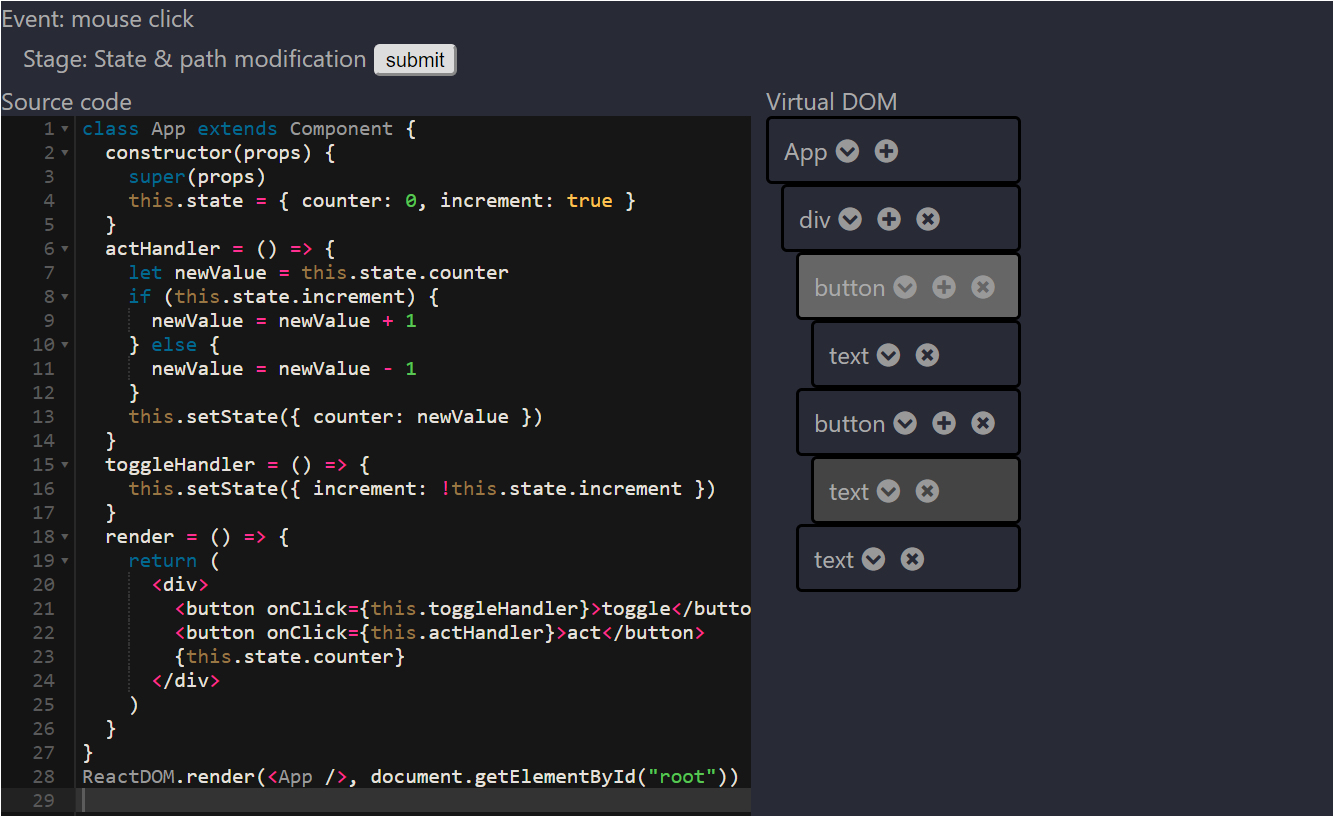 Event: mouse click
Stage: State & path modification submit
Source code
1 class App extends Component {
2 constructor(props) {
3 super(props)
4 this.state = { counter: 0, increment: true }
5 }
6 actHandler = () => {
7 let newValue = this.state.counter
8 if (this.state.increment) {
9 newValue = newValue + 1
10 } else {
11 newValue = newValue - 1
12 }
13 this.setState({ counter: newValue })
14 }
15 toggleHandler = () => {
16 this.setState({ increment: !this.state.increment })
17 }
18 render = () => {
19 return (
20 <div>
21 <button onClick={this.toggleHandler}>toggle</butto
22 <button onClick={this.actHandler}>act</button>
23 {this.state.counter}
24 </div>
25 )
26 }
27 }
28 ReactDOM.render(<App />, document.getElementById("root"))
29
Virtual DOM
App
div
button
text
button
text
text